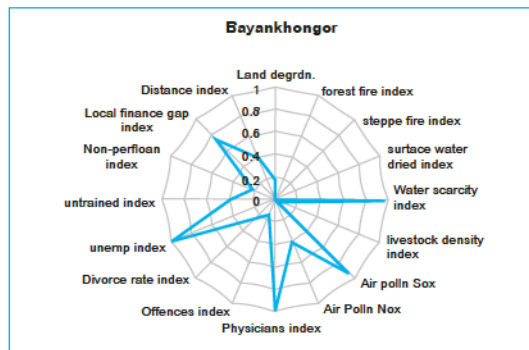 Bayankhongor
Land degrdn.
1
0.8
0.6
0.4
0.2
0
forest fire index
steppe fire index
surtace water
dried index
Water scarcity
index
livestock density
index
Air polln Sox
Air Polln Nox
Physicians index
Offences index
Divorce rate index
unemp index
untrained index
Non-perfloan
index
Local finance gap
index
Distance index